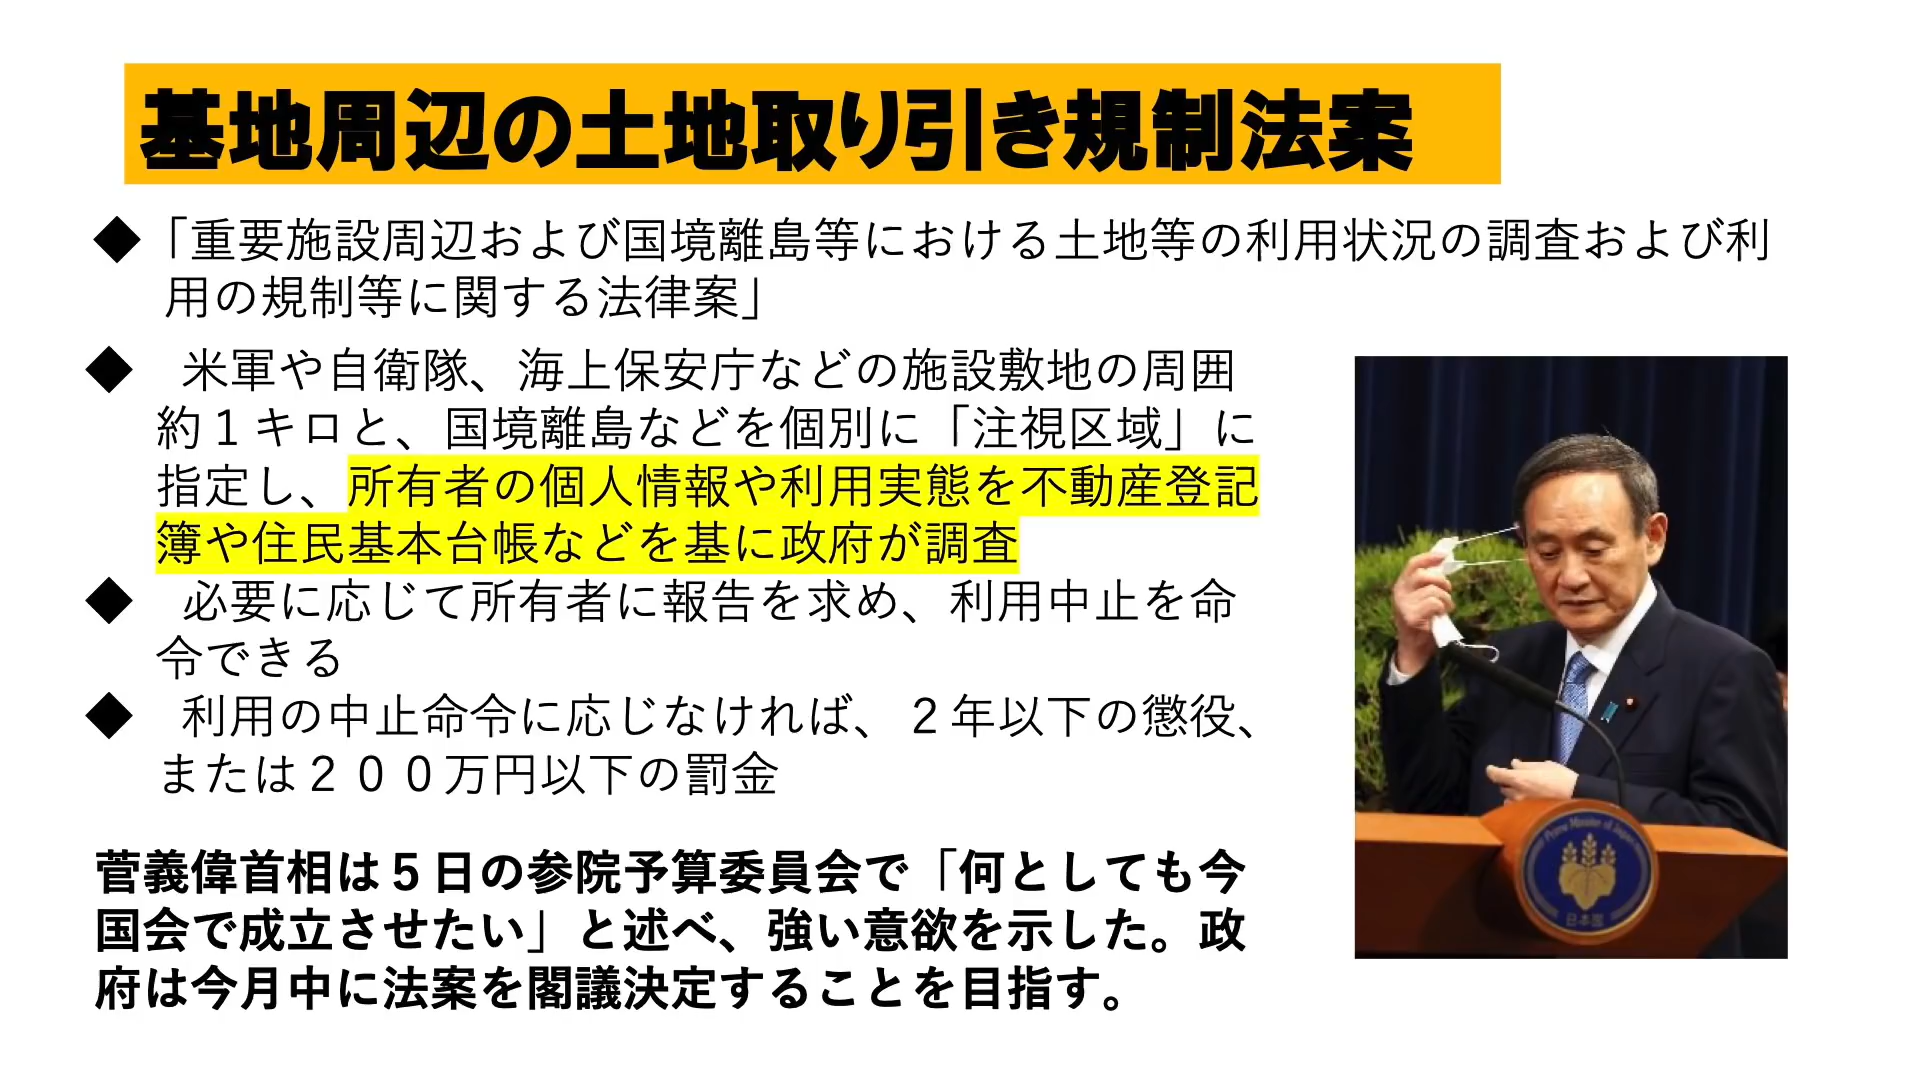 基地周辺の土地取り引き規制法案
◆「重要施設周辺および国境離島等における土地等の利用状況の調査および利
用の規制等に関する法律案」
◆　米軍や自衛隊、海上保安庁などの施設敷地の周囲
約１キロと、国境離島などを個別に「注視区域」に
指定し、所有者の個人情報や利用実態を不動産登記
簿や住民基本台帳などを基に政府が調査
◆　必要に応じて所有者に報告を求め、利用中止を命
令できる
◆　利用の中止命令に応じなければ、２年以下の懲役、
または２００万円以下の罰金
菅義偉首相は５日の参院予算委員会で「何としても今
国会で成立させたい」と述べ、強い意欲を示した。政
府は今月中に法案を閣議決定することを目指す。
Prime Minister of Japan
日本国